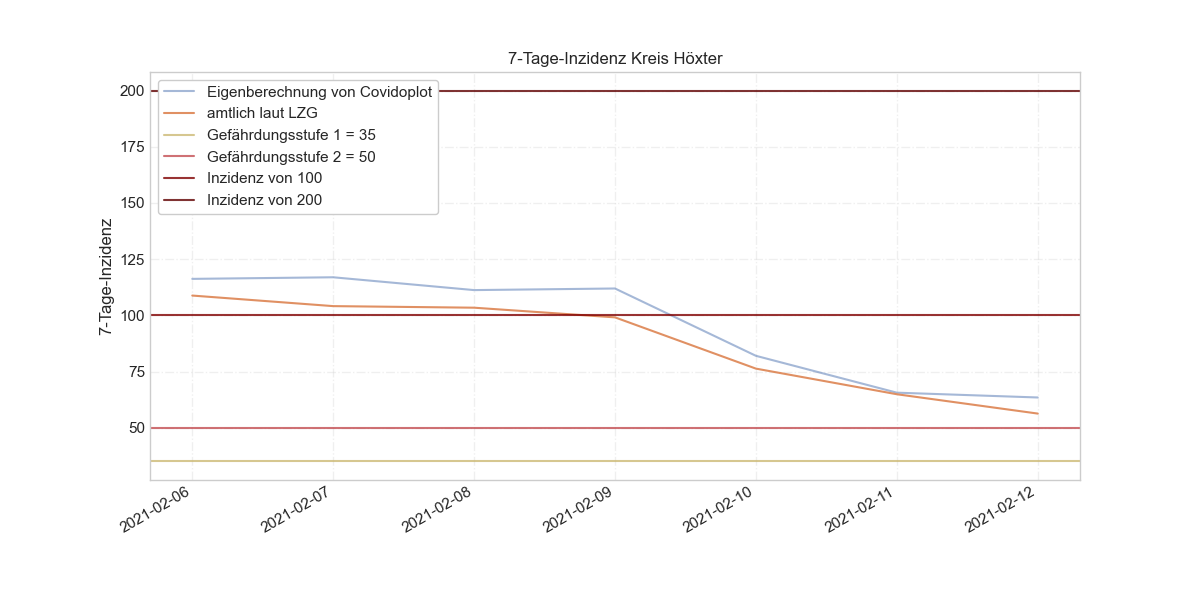 7-Tage-Inzidenz Kreis Höxter
Eigenberechnung von Covidoplot
amtlich laut LZG
Gefährdungsstufe 1 = 35
Gefährdungsstufe 2 = 50
Inzidenz von 100
Inzidenz von 200
7-Tage-Inzidenz
200
175
150
125
100
75
50
2021-02-06
2021-02-07
2021-02-08
2021-02-09
2021-02-10
2021-02-11
2021-02-12